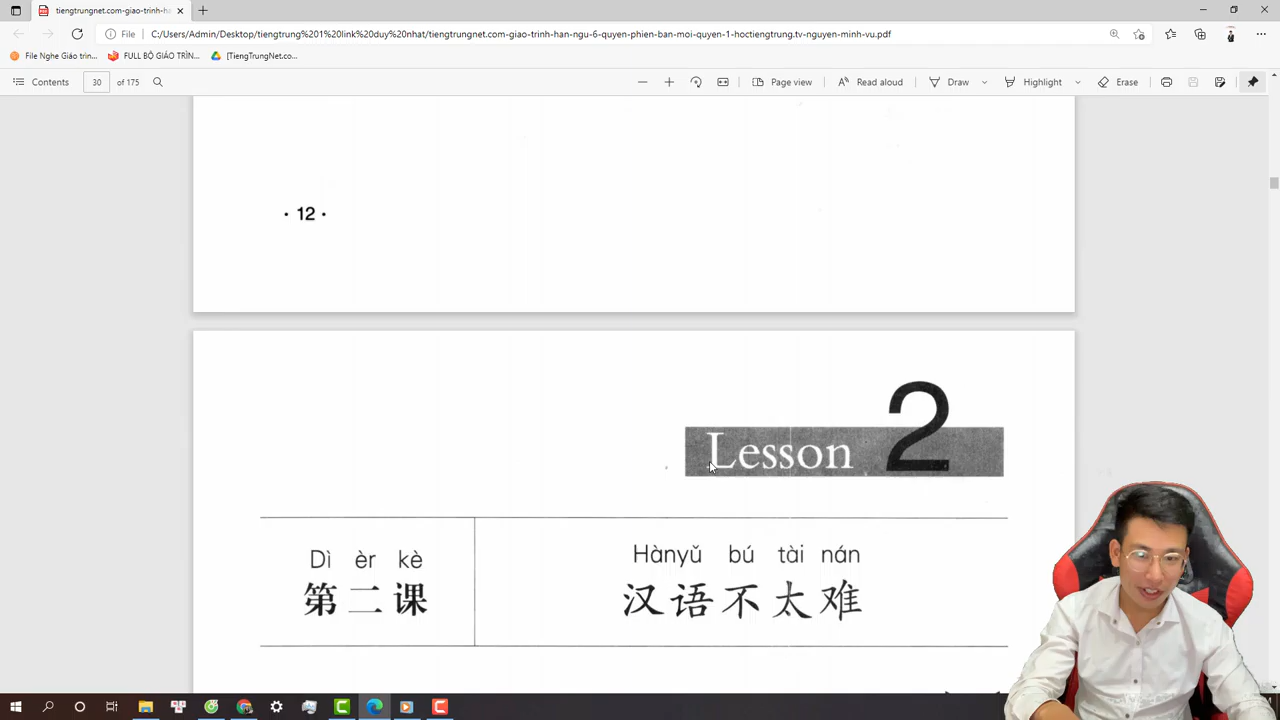 tiengtrungnet.com-giao-trinh-ha
File
C:/Users/Admin/Desktop/tiengtrung%201%20link%20duy%20nhat/tiengtrungnet.com-giao-trinh-han-ngu-6-quyen-phien-ban-moi-quyen-1-hoctiengtrung.tv-nguyen-minh-vu.pdf
File Nghe Giáo trin... FULL BỘ GIÁO TRÌN... [TiengTrungNet.co...
Contents 30 of 175 Page view Read aloud Draw Highlight Erase
· 12 ·
Lesson 2
Dì èr kè
第二课
Hànyǔ bú tài nán
汉语不太难